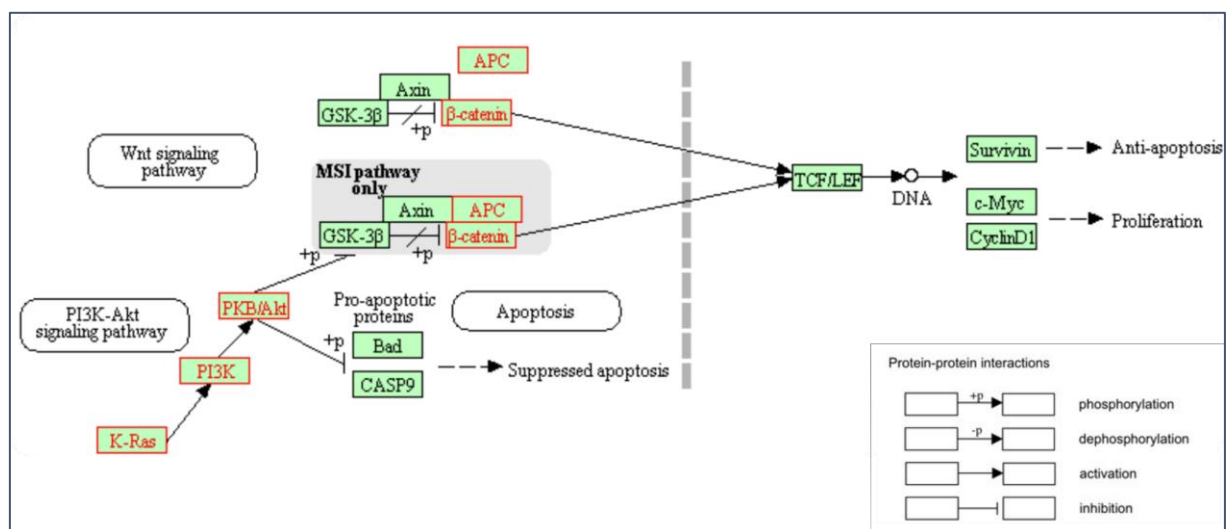 APC
Axin
GSK-3β
+p
β-catenin
Wnt signaling
pathway
MSI pathway
only
Axin
APC
GSK-3β
+p
β-catenin
TCF/LEF
DNA
Survivin
Anti-apoptosis
c-Myc
CyclinD1
Proliferation
+p
PKB/Akt
PI3K-Akt
signaling pathway
PI3K
K-Ras
Pro-apoptotic
proteins
Apoptosis
+p
Bad
CASP9
Suppressed apoptosis
Protein-protein interactions
+p
phosphorylation
-p
dephosphorylation
activation
inhibition